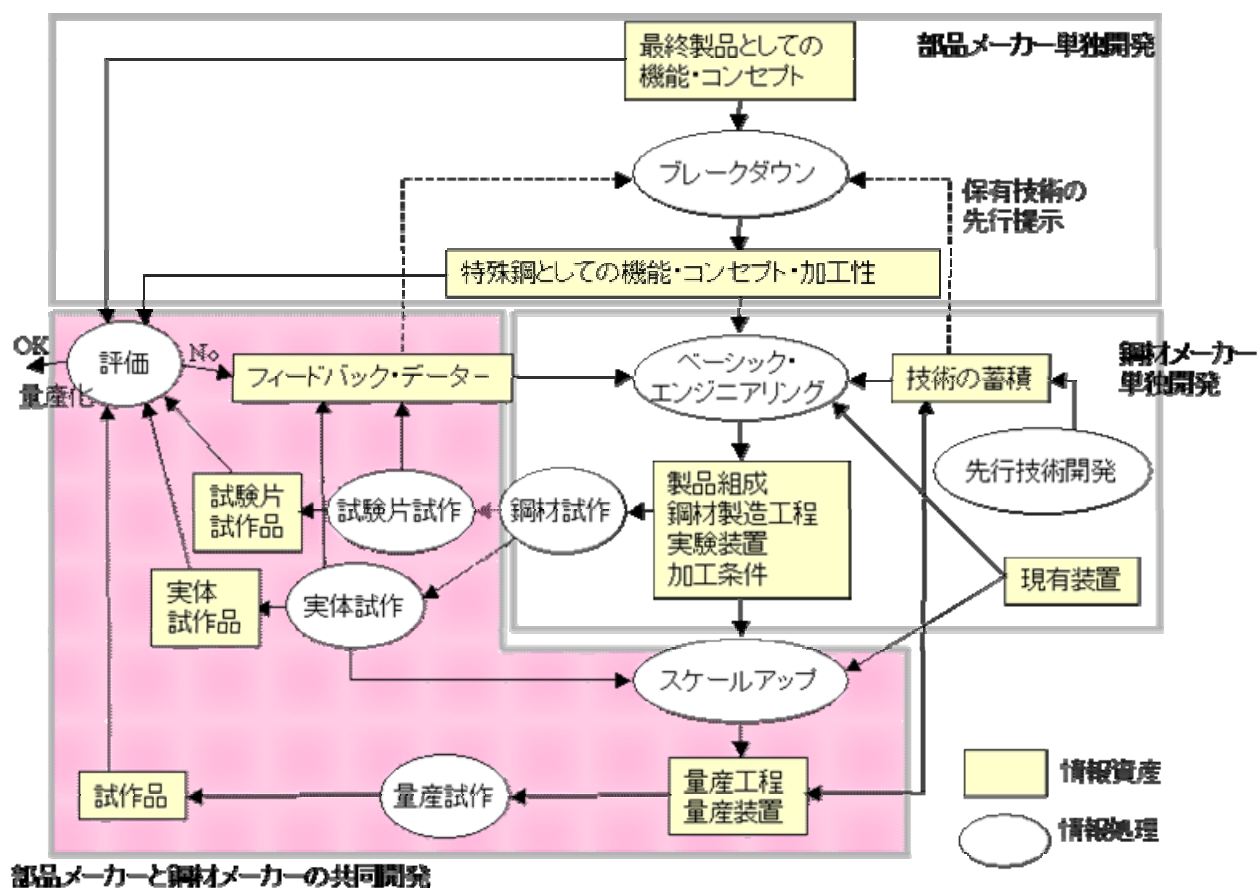 最終製品としての
機能・コンセプト
部品メーカー単独開発
ブレークダウン
保有技術の
先行提示
特殊鋼としての機能・コンセプト・加工性
OK
量産化
評価
No
フィードバック・データー
ベーシック・
エンジニアリング
技術の蓄積
鋼材メーカー
単独開発
先行技術開発
試験片
試作品
試験片試作
鋼材試作
製品組成
鋼材製造工程
実験装置
加工条件
現有装置
実体
試作品
実体試作
スケールアップ
試作品
量産試作
量産工程
量産装置
情報資産
情報処理
部品メーカーと鋼材メーカーの共同開発